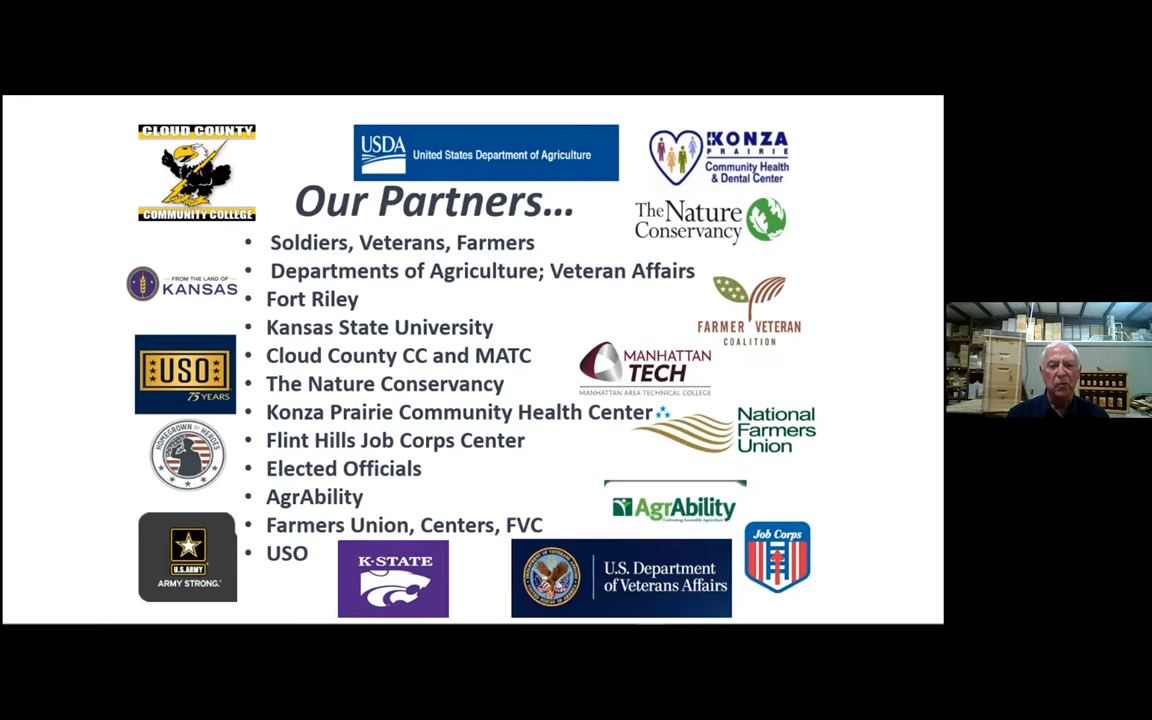 CLOUD COUNTY
COMMUNITY COLLEGE
USDA
United States Department of Agriculture
KONZA
PRAIRIE
Community Health
& Dental Center
Our Partners...
The Nature
Conservancy
• Soldiers, Veterans, Farmers
• Departments of Agriculture; Veteran Affairs
• Fort Riley
• Kansas State University
• Cloud County CC and MATC
• The Nature Conservancy
• Konza Prairie Community Health Center
• Flint Hills Job Corps Center
• Elected Officials
• AgrAbility
• Farmers Union, Centers, FVC
• USO
FROM THE LAND OF
KANSAS
FARMER VETERAN
COALITION
USO
75 YEARS
MANHATTAN
TECH
MANHATTAN AREA TECHNICAL COLLEGE
National
Farmers
Union
HOMEGROWN BY HEROES
AgrAbility
Cultivating Accessible Agriculture
U.S.ARMY
ARMY STRONG.
K-STATE
U.S. Department
of Veterans Affairs
Job Corps